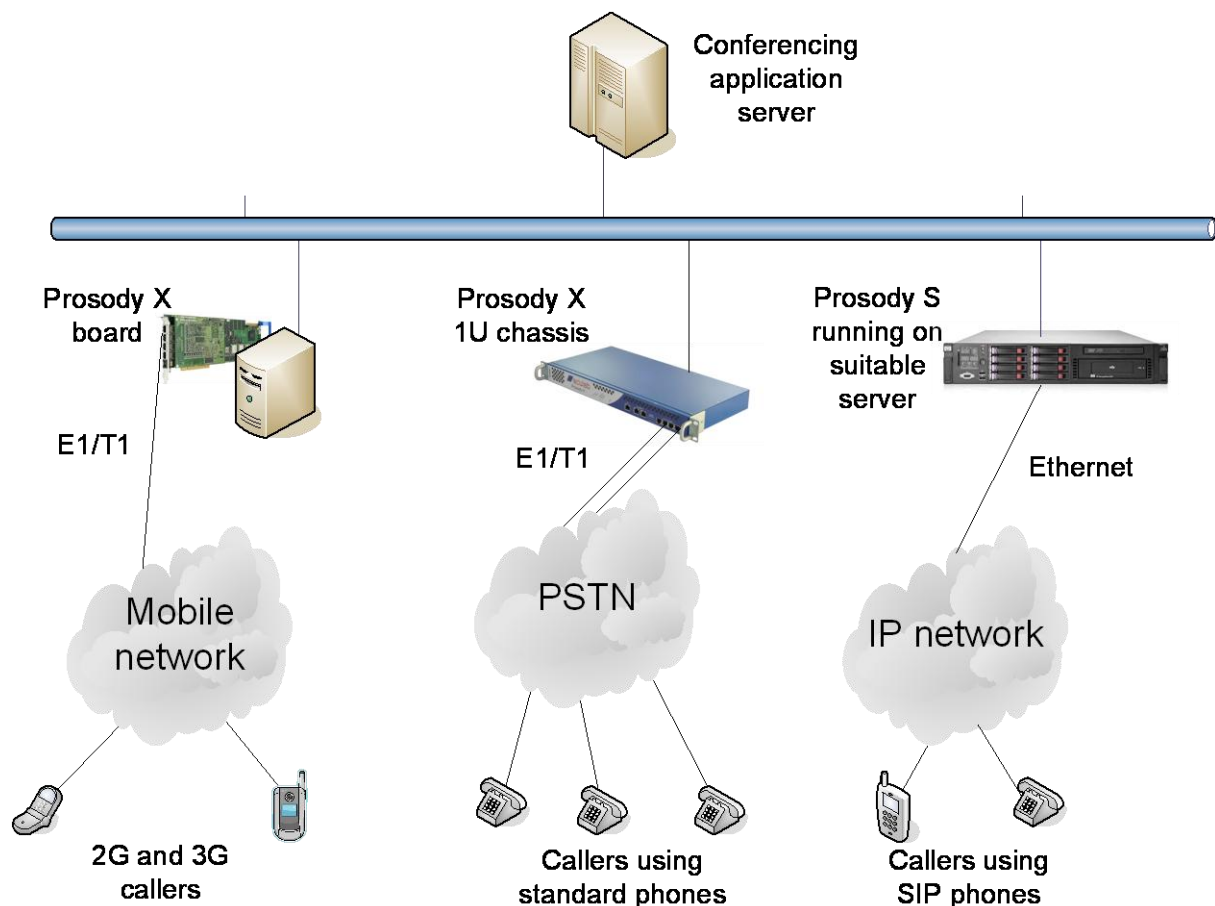 Conferencing
application
server
Prosody X
board
Prosody X
1U chassis
Prosody S
running on
suitable
server
E1/T1
E1/T1
Ethernet
Mobile
network
PSTN
IP network
2G and 3G
callers
Callers using
standard phones
Callers using
SIP phones